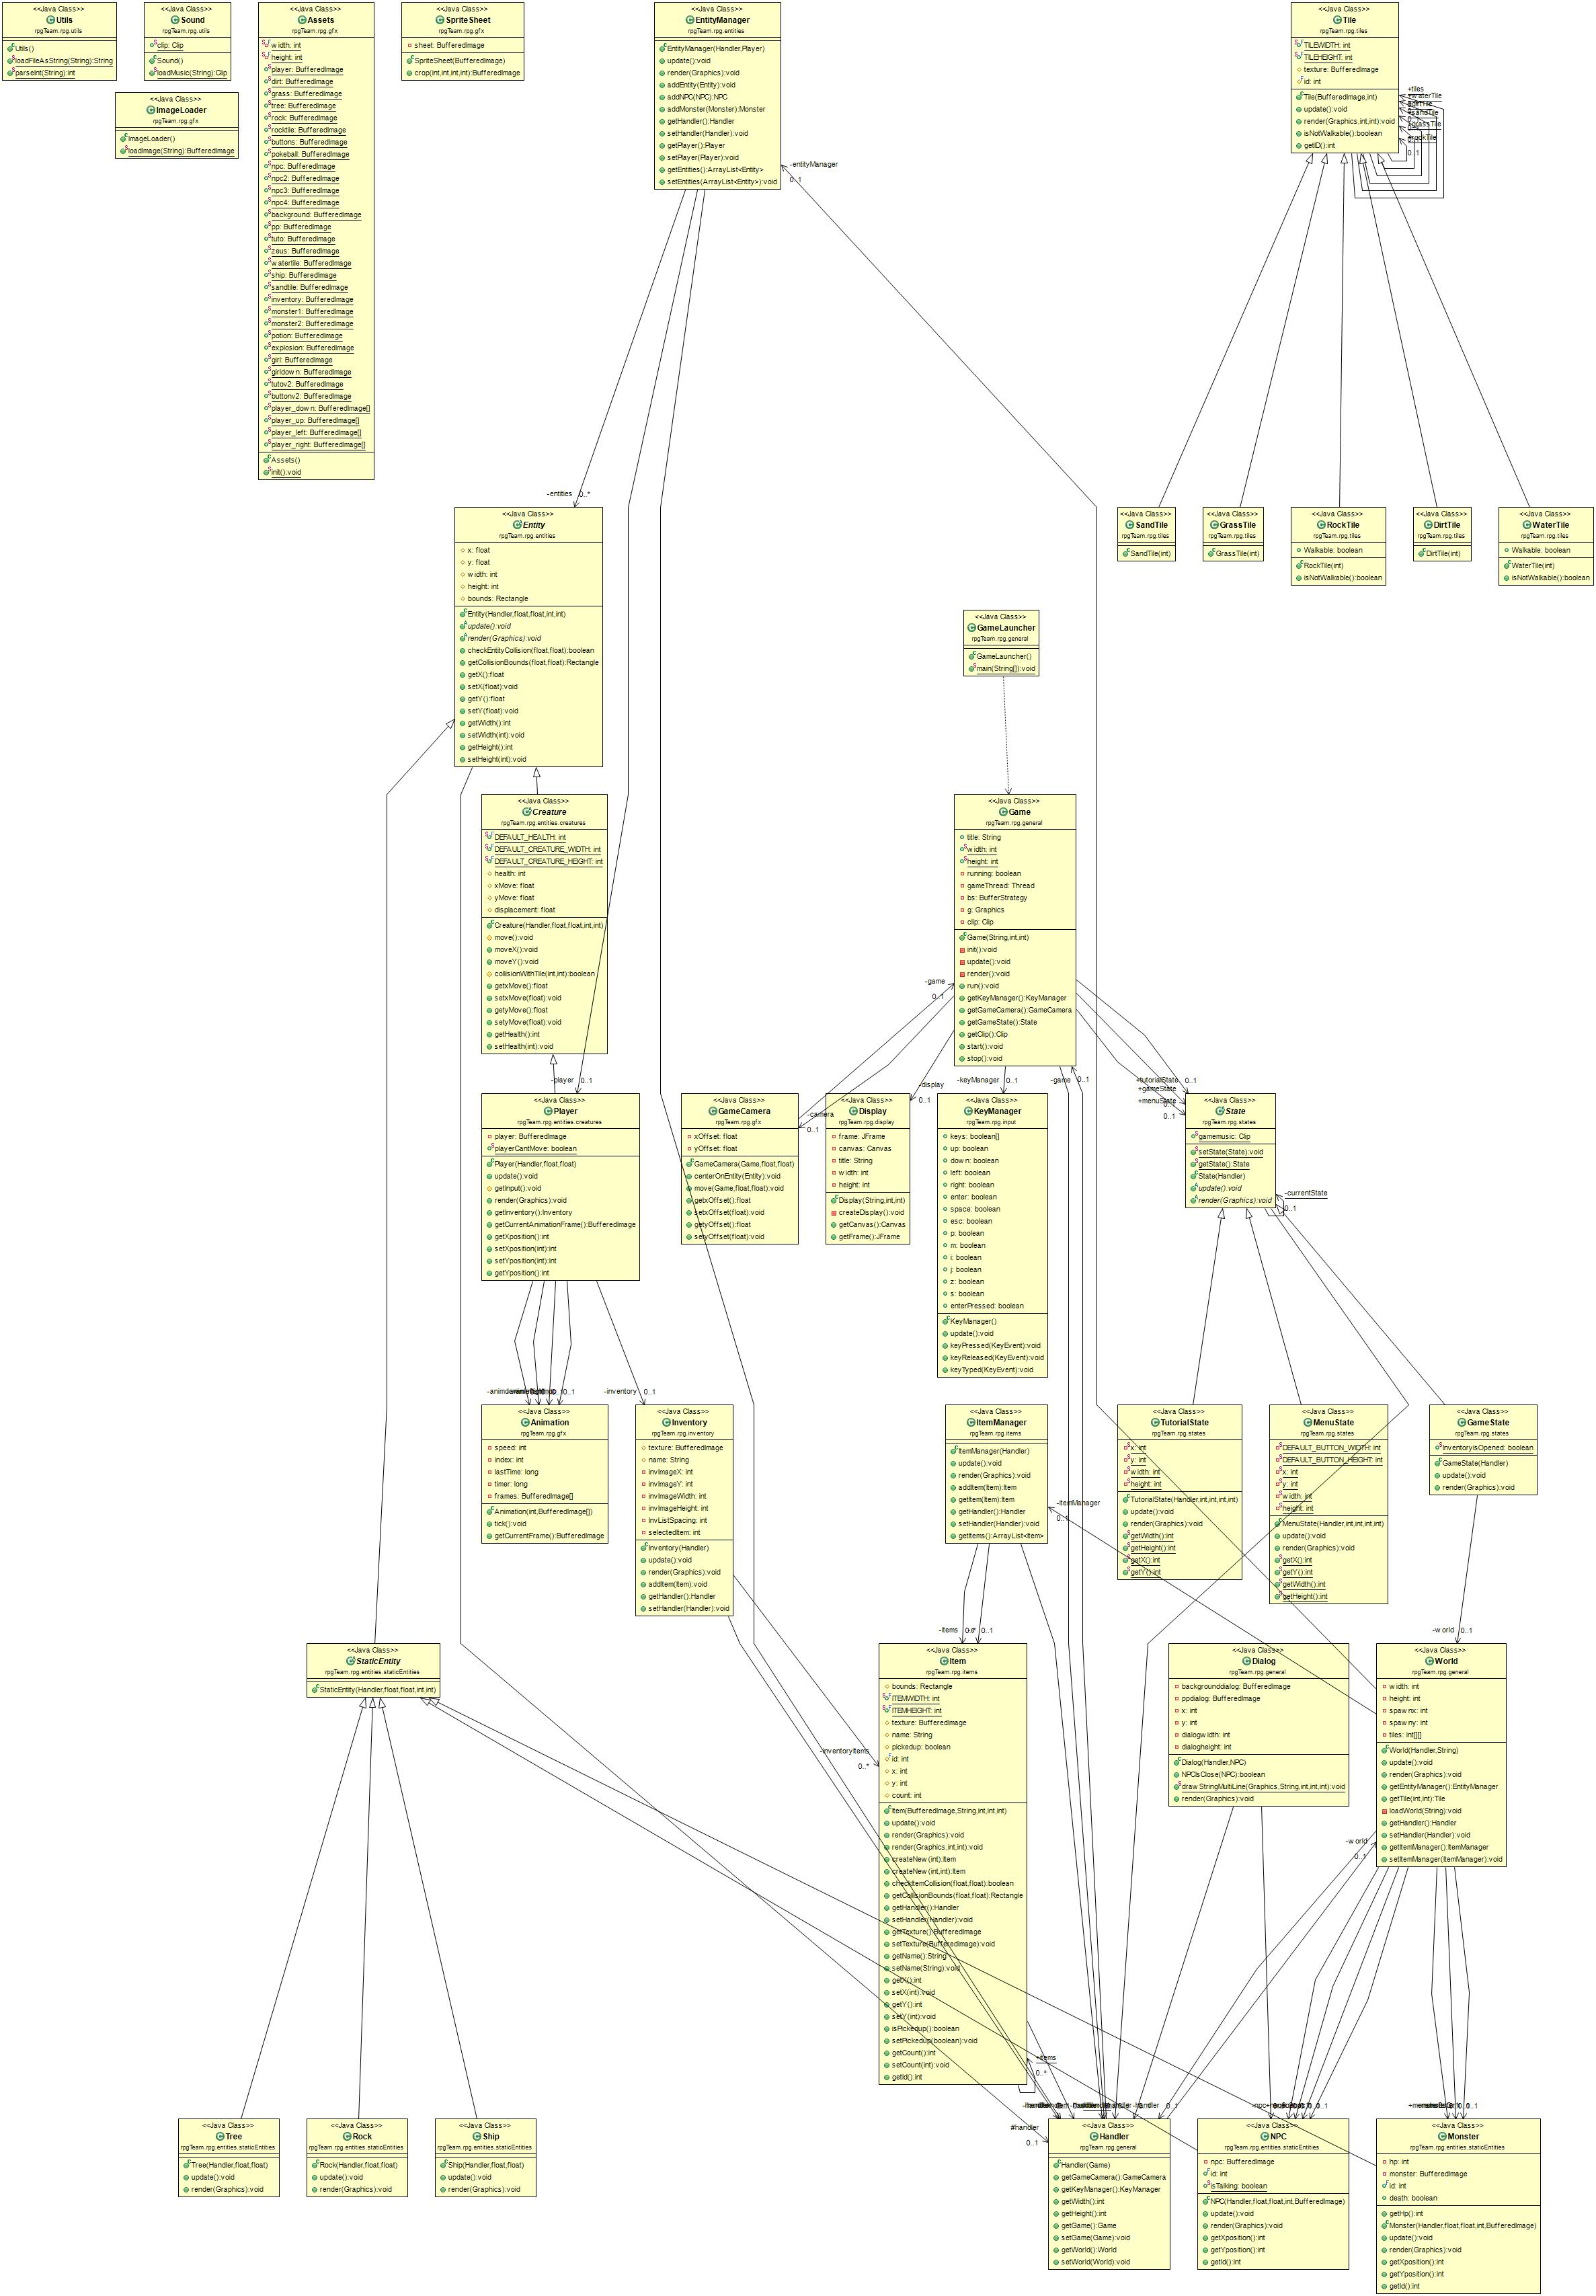 <<Java Class>>
Utils
rpgTeam.rpg.utils
Utils()
loadFileAsString(String):String
parseInt(String):int
<<Java Class>>
Sound
rpgTeam.rpg.utils
clip: Clip
Sound()
loadMusic(String):Clip
<<Java Class>>
ImageLoader
rpgTeam.rpg.gfx
ImageLoader()
loadImage(String):BufferedImage
<<Java Class>>
Assets
rpgTeam.rpg.gfx
width: int
height: int
player: BufferedImage
dirt: BufferedImage
grass: BufferedImage
tree: BufferedImage
rock: BufferedImage
rocktile: BufferedImage
buttons: BufferedImage
pokeball: BufferedImage
npc: BufferedImage
npc2: BufferedImage
npc3: BufferedImage
npc4: BufferedImage
background: BufferedImage
pp: BufferedImage
tuto: BufferedImage
zeus: BufferedImage
watertile: BufferedImage
ship: BufferedImage
sandtile: BufferedImage
inventory: BufferedImage
monster1: BufferedImage
monster2: BufferedImage
potion: BufferedImage
explosion: BufferedImage
girl: BufferedImage
girldown: BufferedImage
tutov2: BufferedImage
buttonv2: BufferedImage
player_down: BufferedImage[]
player_up: BufferedImage[]
player_left: BufferedImage[]
player_right: BufferedImage[]
Assets()
init():void
<<Java Class>>
SpriteSheet
rpgTeam.rpg.gfx
sheet: BufferedImage
SpriteSheet(BufferedImage)
crop(int,int,int,int):BufferedImage
<<Java Class>>
EntityManager
rpgTeam.rpg.entities
EntityManager(Handler,Player)
update():void
render(Graphics):void
addEntity(Entity):void
addNPC(NPC):NPC
addMonster(Monster):Monster
getHandler():Handler
setHandler(Handler):void
getPlayer():Player
setPlayer(Player):void
getEntities():ArrayList<Entity>
setEntities(ArrayList<Entity>):void
-entityManager
0..1
<<Java Class>>
Tile
rpgTeam.rpg.tiles
TILEWIDTH: int
TILEHEIGHT: int
texture: BufferedImage
id: int
Tile(BufferedImage,int)
update():void
render(Graphics,int,int):void
isNotWalkable():boolean
getID():int
+tiles
+waterTile
0..1
-entities 0..*
<<Java Class>>
Entity
rpgTeam.rpg.entities
x: float
y: float
width: int
height: int
bounds: Rectangle
Entity(Handler,float,float,int,int)
update():void
render(Graphics):void
checkEntityCollision(float,float):boolean
getCollisionBounds(float,float):Rectangle
getX():float
setX(float):void
getY():float
setY(float):void
getWidth():int
setWidth(int):void
getHeight():int
setHeight(int):void
<<Java Class>>
SandTile
rpgTeam.rpg.tiles
SandTile(int)
<<Java Class>>
GrassTile
rpgTeam.rpg.tiles
GrassTile(int)
<<Java Class>>
RockTile
rpgTeam.rpg.tiles
Walkable: boolean
RockTile(int)
isNotWalkable():boolean
<<Java Class>>
DirtTile
rpgTeam.rpg.tiles
DirtTile(int)
<<Java Class>>
WaterTile
rpgTeam.rpg.tiles
Walkable: boolean
WaterTile(int)
isNotWalkable():boolean
<<Java Class>>
GameLauncher
rpgTeam.rpg.general
GameLauncher()
main(String[]):void
<<Java Class>>
Creature
rpgTeam.rpg.entities.creatures
DEFAULT_HEALTH: int
DEFAULT_CREATURE_WIDTH: int
DEFAULT_CREATURE_HEIGHT: int
health: int
xMove: float
yMove: float
displacement: float
Creature(Handler,float,float,int,int)
move():void
moveX():void
moveY():void
collisionWithTile(int,int):boolean
getxMove():float
setxMove(float):void
getyMove():float
setyMove(float):void
getHealth():int
setHealth(int):void
<<Java Class>>
Game
rpgTeam.rpg.general
title: String
width: int
height: int
running: boolean
gameThread: Thread
bs: BufferStrategy
g: Graphics
clip: Clip
Game(String,int,int)
init():void
update():void
render():void
run():void
getKeyManager():KeyManager
getGameCamera():GameCamera
getGameState():State
getClip():Clip
start():void
stop():void
-game
0..1
-player 0..1
<<Java Class>>
Player
rpgTeam.rpg.entities.creatures
player: BufferedImage
playerCantMove: boolean
Player(Handler,float,float)
update():void
getInput():void
render(Graphics):void
getInventory():Inventory
getCurrentAnimationFrame():BufferedImage
getXposition():int
setXposition(int):int
setYposition(int):int
getYposition():int
<<Java Class>>
GameCamera
rpgTeam.rpg.gfx
xOffset: float
yOffset: float
GameCamera(Game,float,float)
centerOnEntity(Entity):void
move(Game,float,float):void
getxOffset():float
setxOffset(float):void
getyOffset():float
setyOffset(float):void
-camera
0..1
-display
0..1
<<Java Class>>
Display
rpgTeam.rpg.display
frame: JFrame
canvas: Canvas
title: String
width: int
height: int
Display(String,int,int)
createDisplay():void
getCanvas():Canvas
getFrame():JFrame
-keyManager 0..1
<<Java Class>>
KeyManager
rpgTeam.rpg.input
keys: boolean[]
up: boolean
down: boolean
left: boolean
right: boolean
enter: boolean
space: boolean
esc: boolean
p: boolean
m: boolean
i: boolean
j: boolean
z: boolean
s: boolean
enterPressed: boolean
KeyManager()
update():void
keyPressed(KeyEvent):void
keyReleased(KeyEvent):void
keyTyped(KeyEvent):void
-game 0..1
+tutorialState 0..1
+gameState
+menuState
0..1
<<Java Class>>
State
rpgTeam.rpg.states
gamemusic: Clip
setState(State):void
getState():State
State(Handler)
update():void
render(Graphics):void
-currentState
0..1
0..1
-inventory 0..1
<<Java Class>>
Animation
rpgTeam.rpg.gfx
speed: int
index: int
lastTime: long
timer: long
frames: BufferedImage[]
Animation(int,BufferedImage[])
tick():void
getCurrentFrame():BufferedImage
<<Java Class>>
Inventory
rpgTeam.rpg.inventory
texture: BufferedImage
name: String
invImageX: int
invImageY: int
invImageWidth: int
invImageHeight: int
InvListSpacing: int
selectedItem: int
Inventory(Handler)
update():void
render(Graphics):void
addItem(Item):void
getHandler():Handler
setHandler(Handler):void
<<Java Class>>
ItemManager
rpgTeam.rpg.items
ItemManager(Handler)
update():void
render(Graphics):void
addItem(Item):Item
getItem(Item):Item
getHandler():Handler
setHandler(Handler):void
getItems():ArrayList<Item>
-itemManager
0..1
<<Java Class>>
TutorialState
rpgTeam.rpg.states
x: int
y: int
width: int
height: int
TutorialState(Handler,int,int,int,int)
update():void
render(Graphics):void
getWidth():int
getHeight():int
getX():int
getY():int
<<Java Class>>
MenuState
rpgTeam.rpg.states
DEFAULT_BUTTON_WIDTH: int
DEFAULT_BUTTON_HEIGHT: int
x: int
y: int
width: int
height: int
MenuState(Handler,int,int,int,int)
update():void
render(Graphics):void
getX():int
getY():int
getWidth():int
getHeight():int
<<Java Class>>
GameState
rpgTeam.rpg.states
InventoryisOpened: boolean
GameState(Handler)
update():void
render(Graphics):void
<<Java Class>>
StaticEntity
rpgTeam.rpg.entities.staticEntities
StaticEntity(Handler,float,float,int,int)
-items 0..1
<<Java Class>>
Item
rpgTeam.rpg.items
bounds: Rectangle
ITEMWIDTH: int
ITEMHEIGHT: int
texture: BufferedImage
name: String
pickedup: boolean
id: int
x: int
y: int
count: int
Item(BufferedImage,String,int,int,int)
update():void
render(Graphics):void
render(Graphics,int,int):void
createNew(int):Item
createNew(int,int):Item
checkItemCollision(float,float):boolean
getCollisionBounds(float,float):Rectangle
getHandler():Handler
setHandler(Handler):void
getTexture():BufferedImage
setTexture(BufferedImage):void
getName():String
setName(String):void
getX():int
setX(int):void
getY():int
setY(int):void
isPickedup():boolean
setPickedup(boolean):void
getCount():int
setCount(int):void
getId():int
-inventoryItems
0..*
+items
0..*
<<Java Class>>
Dialog
rpgTeam.rpg.general
backgrounddialog: BufferedImage
ppdialog: BufferedImage
x: int
y: int
dialogwidth: int
dialogheight: int
Dialog(Handler,NPC)
NPCisClose(NPC):boolean
drawStringMultiLine(Graphics,String,int,int,int):void
render(Graphics):void
-world 0..1
<<Java Class>>
World
rpgTeam.rpg.general
width: int
height: int
spawnx: int
spawny: int
tiles: int[][]
World(Handler,String)
update():void
render(Graphics):void
getEntityManager():EntityManager
getTile(int,int):Tile
loadWorld(String):void
getHandler():Handler
setHandler(Handler):void
getItemManager():ItemManager
setItemManager(ItemManager):void
-world
0..1
<<Java Class>>
Tree
rpgTeam.rpg.entities.staticEntities
Tree(Handler,float,float)
update():void
render(Graphics):void
<<Java Class>>
Rock
rpgTeam.rpg.entities.staticEntities
Rock(Handler,float,float)
update():void
render(Graphics):void
<<Java Class>>
Ship
rpgTeam.rpg.entities.staticEntities
Ship(Handler,float,float)
update():void
render(Graphics):void
#handler
0..1
-handler
<<Java Class>>
Handler
rpgTeam.rpg.general
Handler(Game)
getGameCamera():GameCamera
getKeyManager():KeyManager
getWidth():int
getHeight():int
getGame():Game
setGame(Game):void
getWorld():World
setWorld(World):void
0..1
<<Java Class>>
NPC
rpgTeam.rpg.entities.staticEntities
npc: BufferedImage
id: int
isTalking: boolean
NPC(Handler,float,float,int,BufferedImage)
update():void
render(Graphics):void
getXposition():int
getYposition():int
getId():int
0..1
<<Java Class>>
Monster
rpgTeam.rpg.entities.staticEntities
hp: int
monster: BufferedImage
id: int
death: boolean
getHp():int
Monster(Handler,float,float,int,BufferedImage)
update():void
render(Graphics):void
getXposition():int
getYposition():int
getId():int